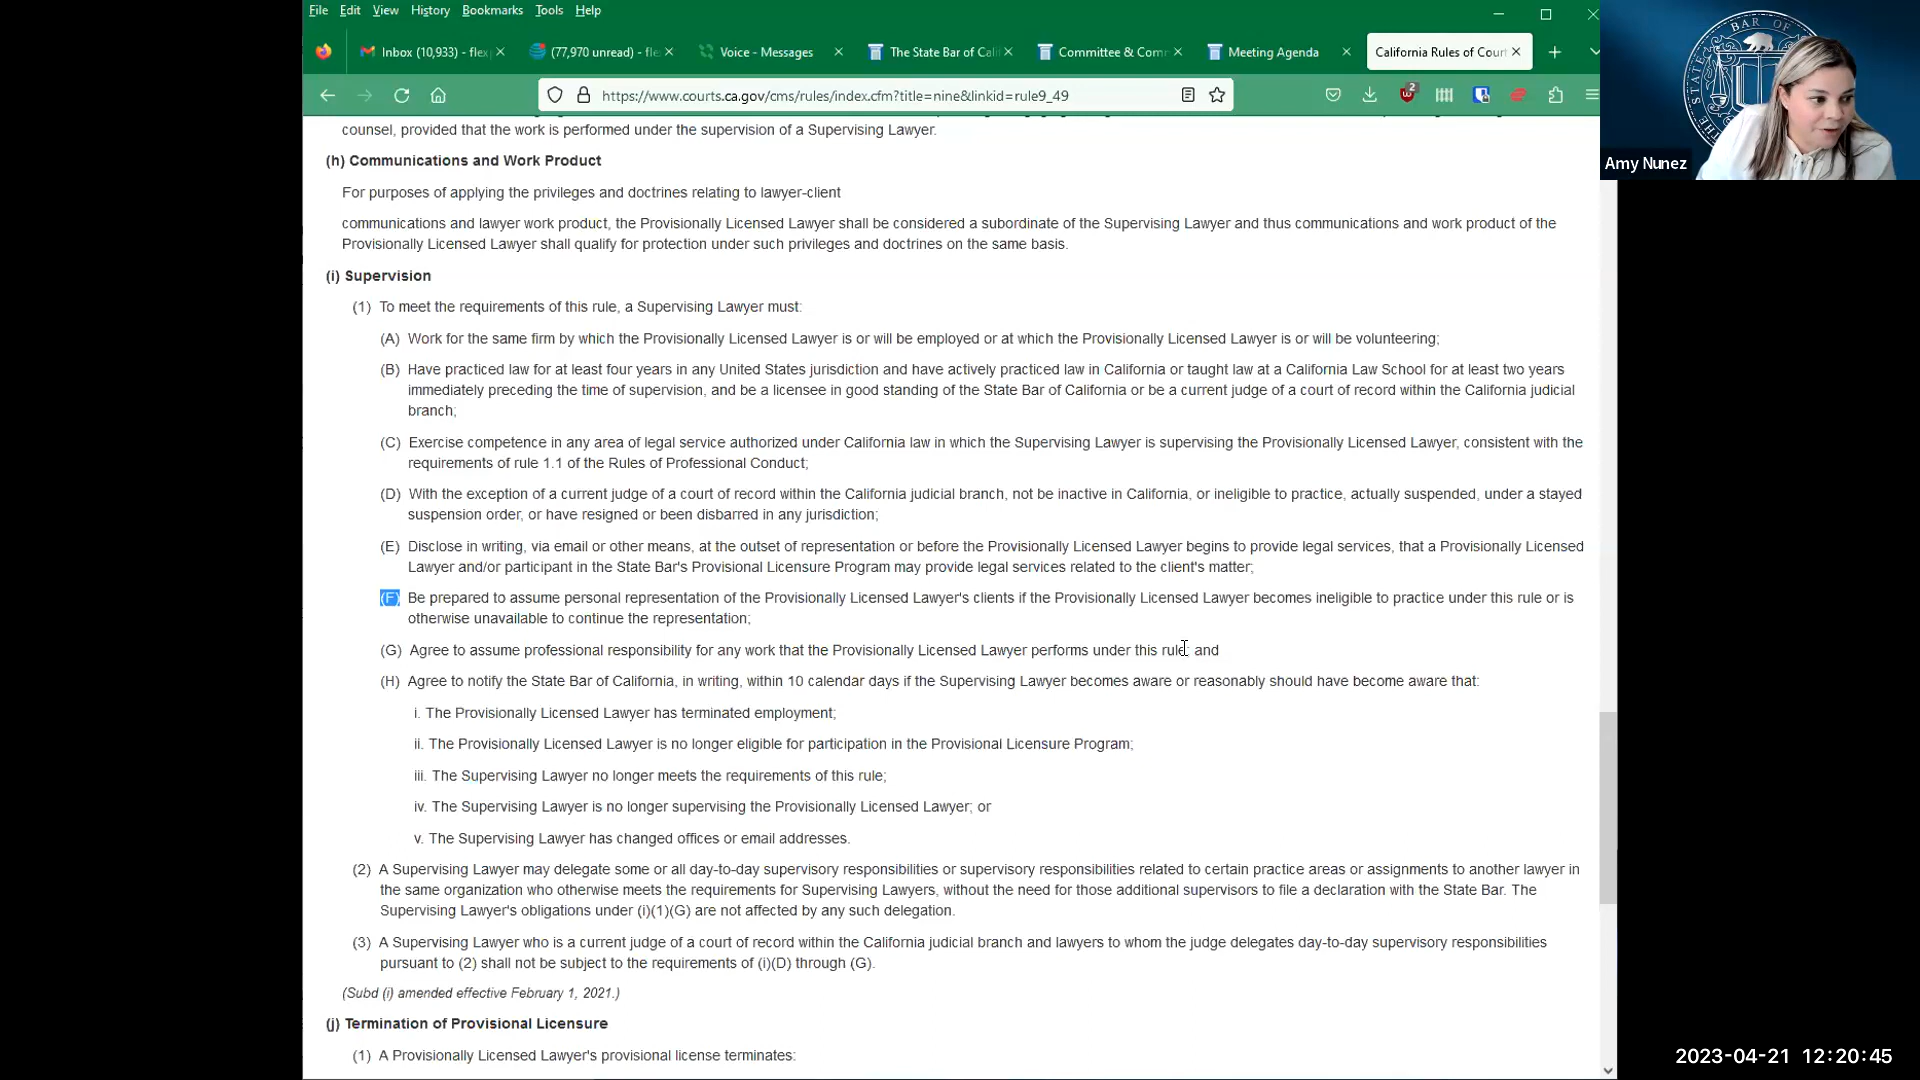 File Edit View History Bookmarks Tools Help
Inbox (10,933) - flex
(77,970 unread) - fle
Voice - Messages
The State Bar of Cal
Committee & Com
Meeting Agenda
California Rules of Court
https://www.courts.ca.gov/cms/rules/index.cfm?title=nine&linkid=rule9_49
2
STATE BAR OF
THE
Amy Nunez
counsel, provided that the work is performed under the supervision of a Supervising Lawyer.
(h) Communications and Work Product
For purposes of applying the privileges and doctrines relating to lawyer-client
communications and lawyer work product, the Provisionally Licensed Lawyer shall be considered a subordinate of the Supervising Lawyer and thus communications and work product of the
Provisionally Licensed Lawyer shall qualify for protection under such privileges and doctrines on the same basis.
(i) Supervision
(1) To meet the requirements of this rule, a Supervising Lawyer must:
(A) Work for the same firm by which the Provisionally Licensed Lawyer is or will be employed or at which the Provisionally Licensed Lawyer is or will be volunteering;
(B) Have practiced law for at least four years in any United States jurisdiction and have actively practiced law in California or taught law at a California Law School for at least two years
immediately preceding the time of supervision, and be a licensee in good standing of the State Bar of California or be a current judge of a court of record within the California judicial
branch;
(C) Exercise competence in any area of legal service authorized under California law in which the Supervising Lawyer is supervising the Provisionally Licensed Lawyer, consistent with the
requirements of rule 1.1 of the Rules of Professional Conduct;
(D) With the exception of a current judge of a court of record within the California judicial branch, not be inactive in California, or ineligible to practice, actually suspended, under a stayed
suspension order, or have resigned or been disbarred in any jurisdiction;
(E) Disclose in writing, via email or other means, at the outset of representation or before the Provisionally Licensed Lawyer begins to provide legal services, that a Provisionally Licensed
Lawyer and/or participant in the State Bar's Provisional Licensure Program may provide legal services related to the client's matter;
(F) Be prepared to assume personal representation of the Provisionally Licensed Lawyer's clients if the Provisionally Licensed Lawyer becomes ineligible to practice under this rule or is
otherwise unavailable to continue the representation;
(G) Agree to assume professional responsibility for any work that the Provisionally Licensed Lawyer performs under this rule; and
(H) Agree to notify the State Bar of California, in writing, within 10 calendar days if the Supervising Lawyer becomes aware or reasonably should have become aware that:
i. The Provisionally Licensed Lawyer has terminated employment;
ii. The Provisionally Licensed Lawyer is no longer eligible for participation in the Provisional Licensure Program;
iii. The Supervising Lawyer no longer meets the requirements of this rule;
iv. The Supervising Lawyer is no longer supervising the Provisionally Licensed Lawyer; or
v. The Supervising Lawyer has changed offices or email addresses.
(2) A Supervising Lawyer may delegate some or all day-to-day supervisory responsibilities or supervisory responsibilities related to certain practice areas or assignments to another lawyer in
the same organization who otherwise meets the requirements for Supervising Lawyers, without the need for those additional supervisors to file a declaration with the State Bar. The
Supervising Lawyer's obligations under (i)(1)(G) are not affected by any such delegation.
(3) A Supervising Lawyer who is a current judge of a court of record within the California judicial branch and lawyers to whom the judge delegates day-to-day supervisory responsibilities
pursuant to (2) shall not be subject to the requirements of (i)(D) through (G).
(Subd (i) amended effective February 1, 2021.)
(j) Termination of Provisional Licensure
(1) A Provisionally Licensed Lawyer's provisional license terminates:
2023-04-21 12:20:45